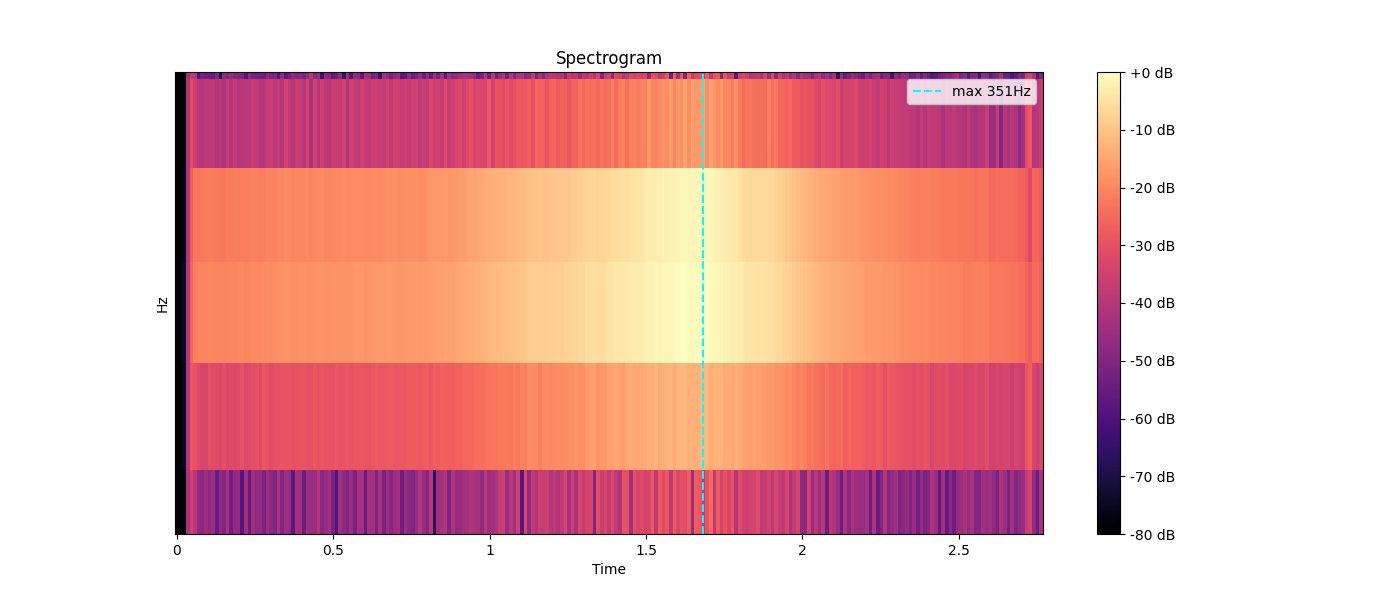 Spectrogram
max 351Hz
Hz
0
0.5
1
1.5
2
2.5
Time
+0 dB
-10 dB
-20 dB
-30 dB
-40 dB
-50 dB
-60 dB
-70 dB
-80 dB